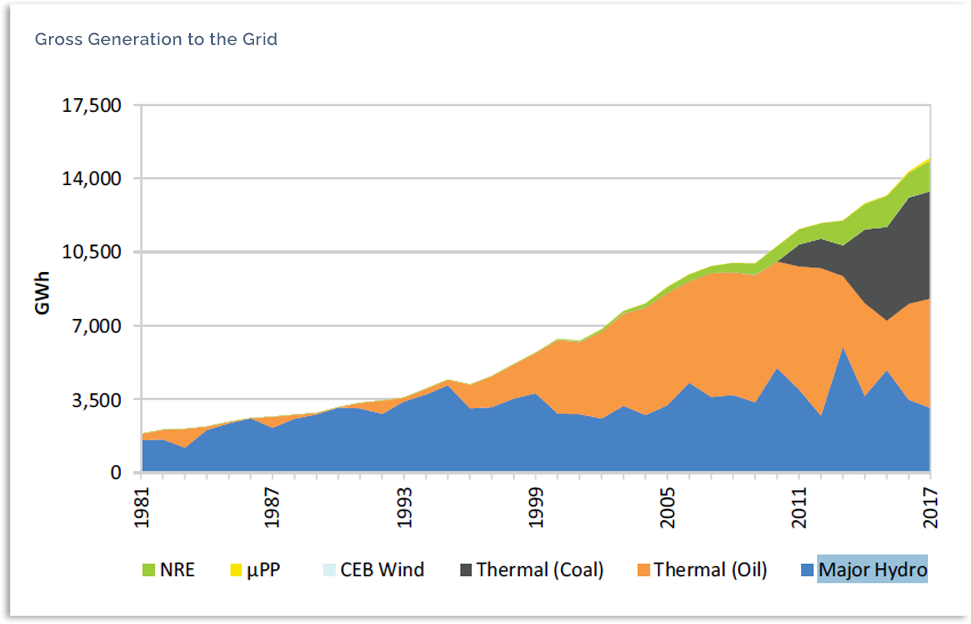 Gross Generation to the Grid
17,500
14,000
10,500
7,000
3,500
0
GWh
1981
1987
1993
1999
2005
2011
2017
NRE
µPP
CEB Wind
Thermal (Coal)
Thermal (Oil)
Major Hydro